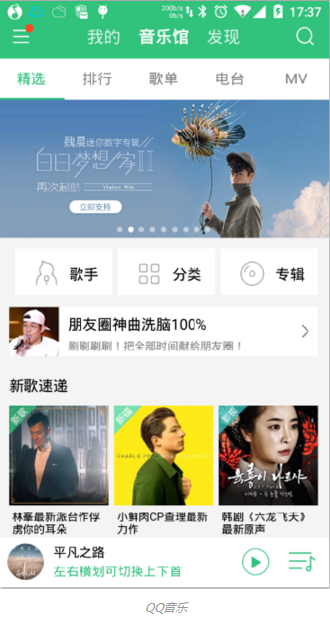 200b/s
0b/s
17:37
我的 音乐馆 发现
精选 排行 歌单 电台 MV
魏晨迷你数字专辑
白日梦想家II
再次起航 Vision Wei
立即支持
歌手 分类 专辑
朋友圈神曲洗脑100%
刷刷刷刷！把全部时间献给朋友圈！
新歌速递
新歌 新碟 影视
CHARLIE
林峯最新派台作俘
虏你的耳朵
小鲜肉CP查理最新
力作
韩剧《六龙飞天》
最新原声
平凡之路
左右横划可切换上下首
QQ音乐